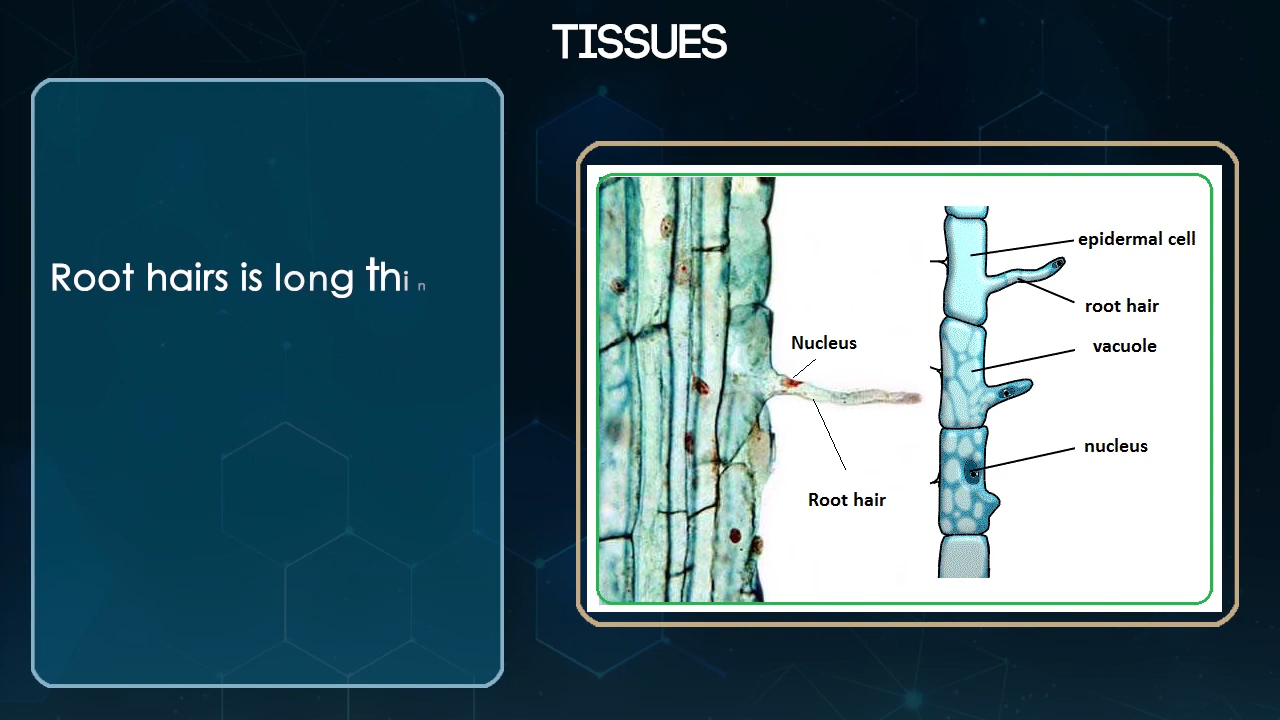 TISSUES
Root hairs is long thin
epidermal cell
root hair
Nucleus
vacuole
nucleus
Root hair